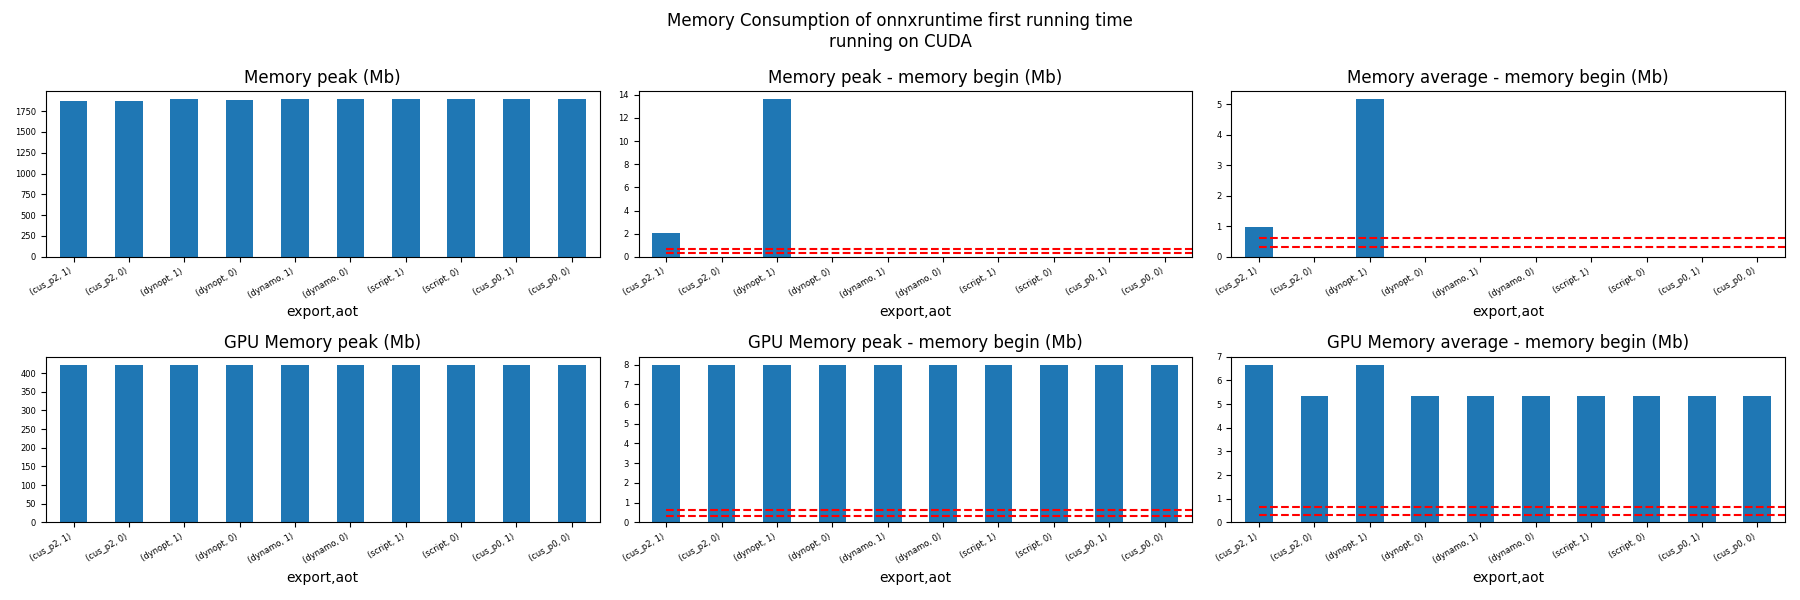 Memory Consumption of onnxruntime first running time
running on CUDA
Memory peak (Mb)
1750
1500
1250
1000
750
500
250
0
(cus_p2, 1)
(cus_p2, 0)
(dynopt, 1)
(dynopt, 0)
(dynamo, 1)
(dynamo, 0)
(script, 1)
(script, 0)
(cus_p0, 1)
(cus_p0, 0)
export,aot
Memory peak - memory begin (Mb)
14
12
10
8
6
4
2
0
(cus_p2, 1)
(cus_p2, 0)
(dynopt, 1)
(dynopt, 0)
(dynamo, 1)
(dynamo, 0)
(script, 1)
(script, 0)
(cus_p0, 1)
(cus_p0, 0)
export,aot
Memory average - memory begin (Mb)
5
4
3
2
1
0
(cus_p2, 1)
(cus_p2, 0)
(dynopt, 1)
(dynopt, 0)
(dynamo, 1)
(dynamo, 0)
(script, 1)
(script, 0)
(cus_p0, 1)
(cus_p0, 0)
export,aot
GPU Memory peak (Mb)
400
350
300
250
200
150
100
50
0
(cus_p2, 1)
(cus_p2, 0)
(dynopt, 1)
(dynopt, 0)
(dynamo, 1)
(dynamo, 0)
(script, 1)
(script, 0)
(cus_p0, 1)
(cus_p0, 0)
export,aot
GPU Memory peak - memory begin (Mb)
8
7
6
5
4
3
2
1
0
(cus_p2, 1)
(cus_p2, 0)
(dynopt, 1)
(dynopt, 0)
(dynamo, 1)
(dynamo, 0)
(script, 1)
(script, 0)
(cus_p0, 1)
(cus_p0, 0)
export,aot
GPU Memory average - memory begin (Mb)
7
6
5
4
3
2
1
0
(cus_p2, 1)
(cus_p2, 0)
(dynopt, 1)
(dynopt, 0)
(dynamo, 1)
(dynamo, 0)
(script, 1)
(script, 0)
(cus_p0, 1)
(cus_p0, 0)
export,aot